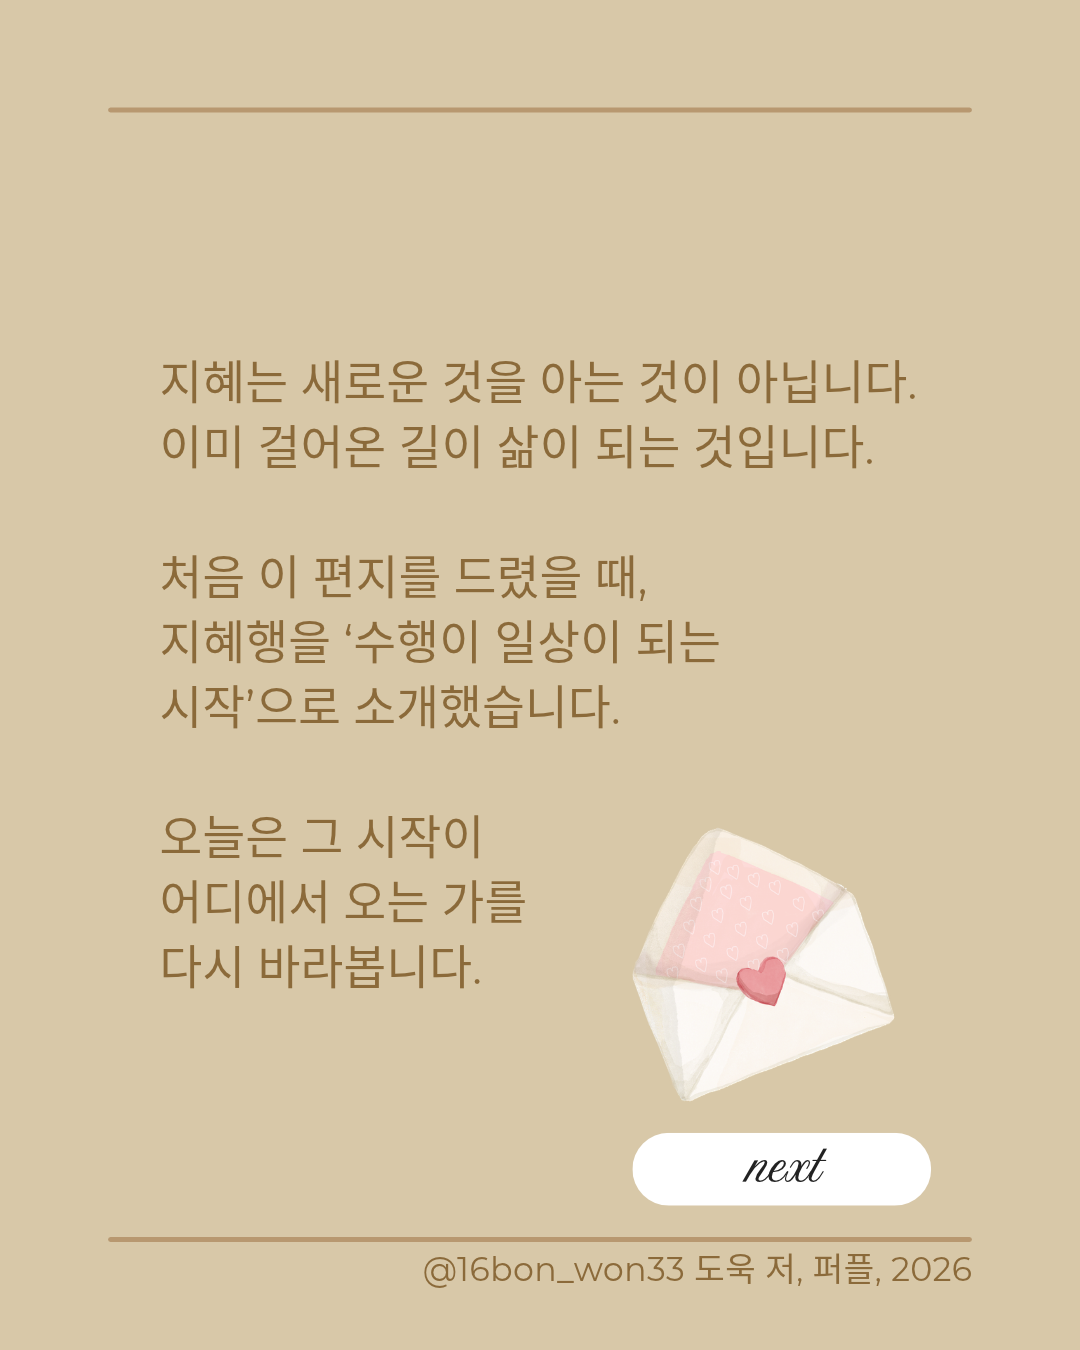 지혜는 새로운 것을 아는 것이 아닙니다.
이미 걸어온 길이 삶이 되는 것입니다.
처음 이 편지를 드렸을 때,
지혜행을 ‘수행이 일상이 되는
시작’으로 소개했습니다.
오늘은 그 시작이
어디에서 오는 가를
다시 바라봅니다.
next
@16bon_won33 도욱 저, 퍼플, 2026